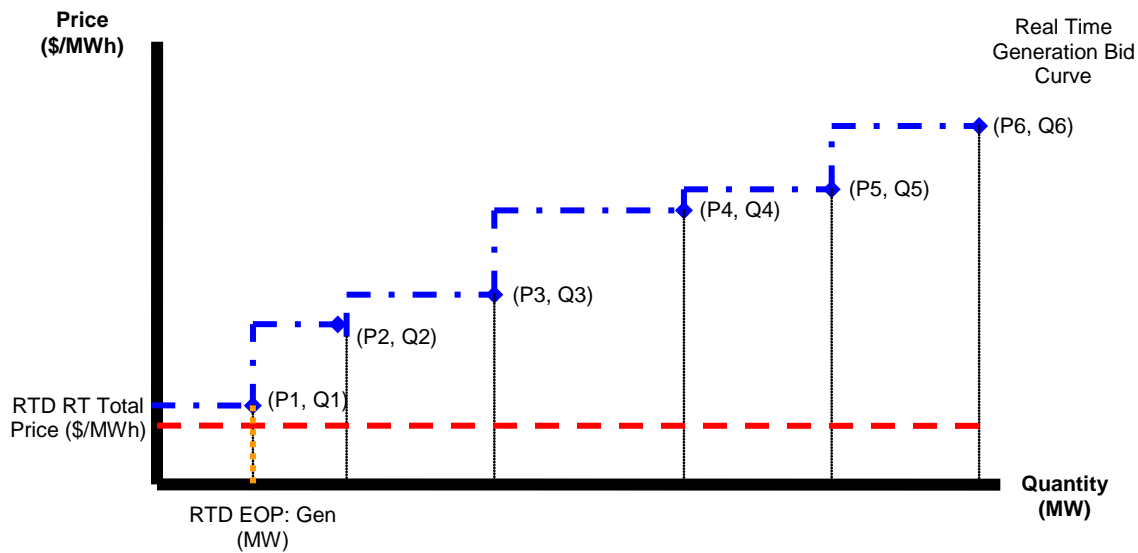 Price
($/MWh)
Real Time
Generation Bid
Curve
(P6, Q6)
(P5, Q5)
(P4, Q4)
(P3, Q3)
(P2, Q2)
(P1, Q1)
RTD RT Total
Price ($/MWh)
Quantity
(MW)
RTD EOP: Gen
(MW)